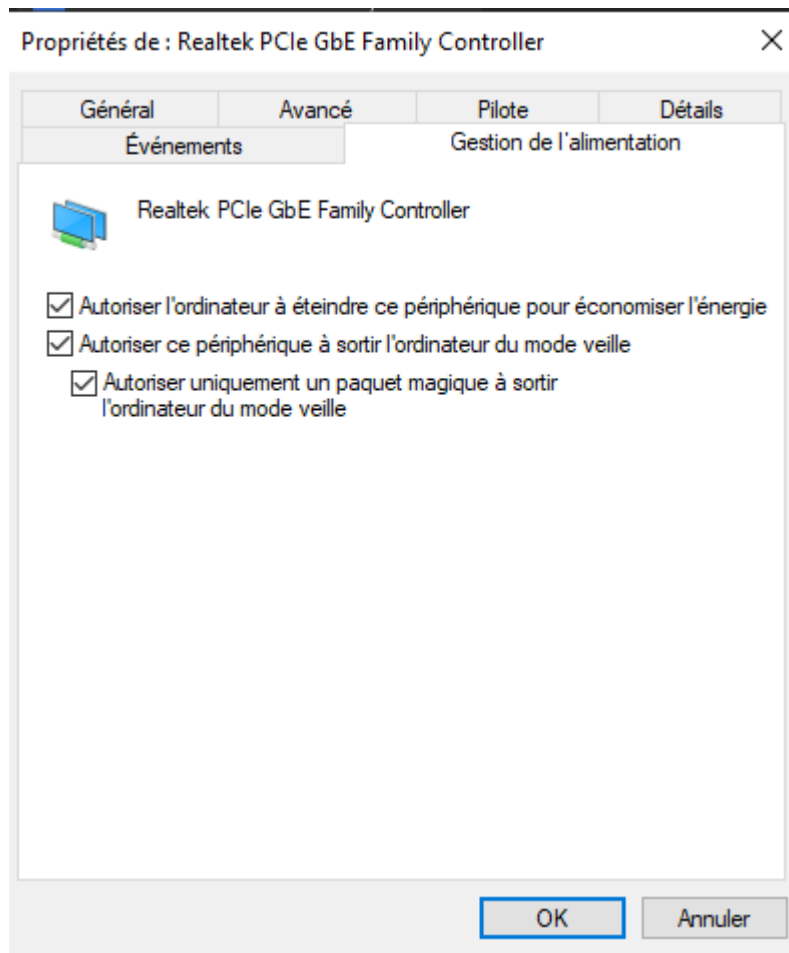 Propriétés de : Realtek PCIe GbE Family Controller
Général Avancé Pilote Détails
Événements Gestion de l'alimentation
Realtek PCIe GbE Family Controller
Autoriser l'ordinateur à éteindre ce périphérique pour économiser l'énergie
Autoriser ce périphérique à sortir l'ordinateur du mode veille
Autoriser uniquement un paquet magique à sortir
l'ordinateur du mode veille
OK Annuler